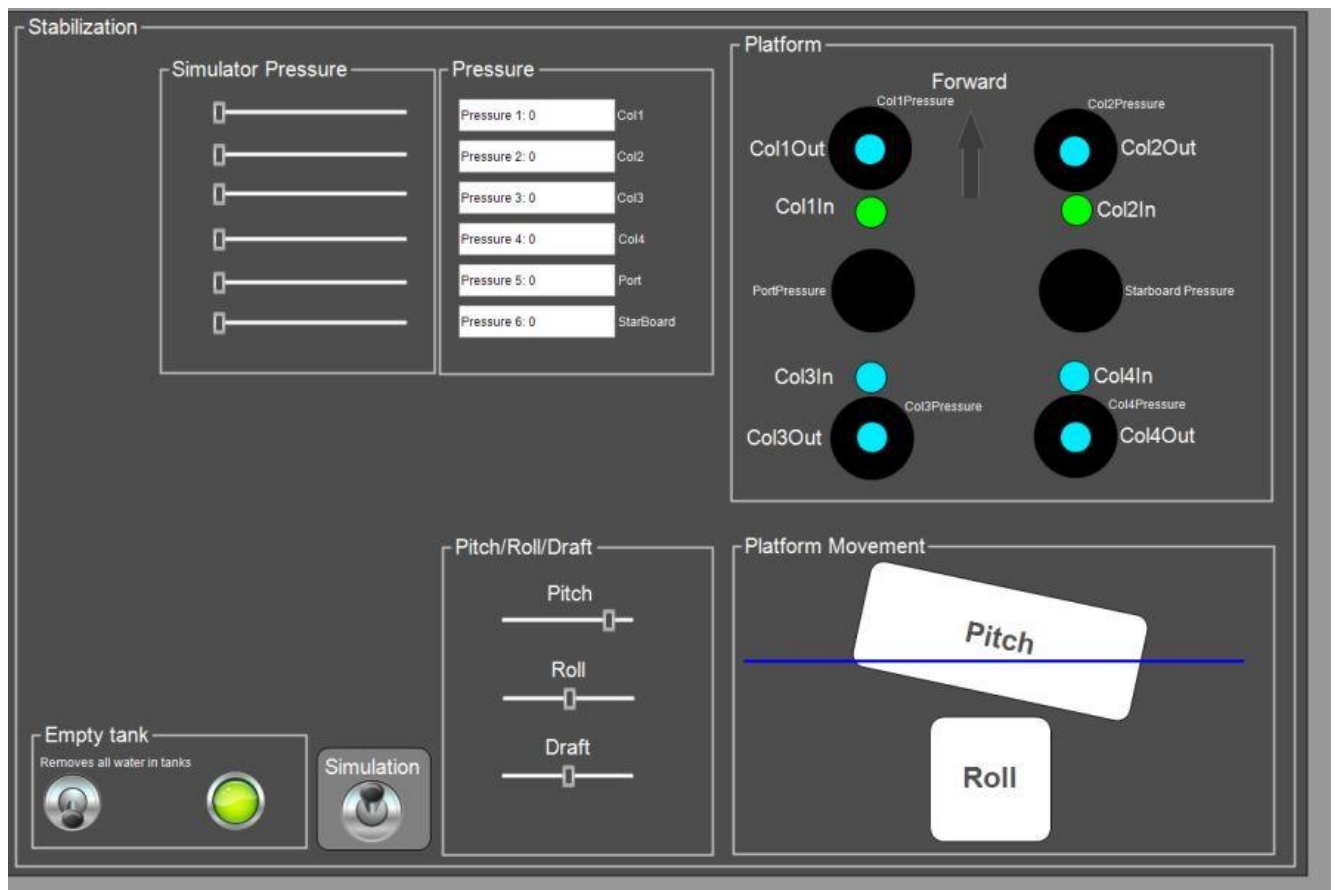 Stabilization
Simulator Pressure
Pressure
Pressure 1: 0 Col1
Pressure 2: 0 Col2
Pressure 3: 0 Col3
Pressure 4: 0 Col4
Pressure 5: 0 Port
Pressure 6: 0 StarBoard
Platform
Forward
Col1Pressure Col2Pressure
Col1Out Col2Out
Col1In Col2In
PortPressure Starboard Pressure
Col3In Col4In
Col3Pressure Col4Pressure
Col3Out Col4Out
Pitch/Roll/Draft
Pitch
Roll
Draft
Platform Movement
Pitch
Roll
Empty tank
Removes all water in tanks
Simulation